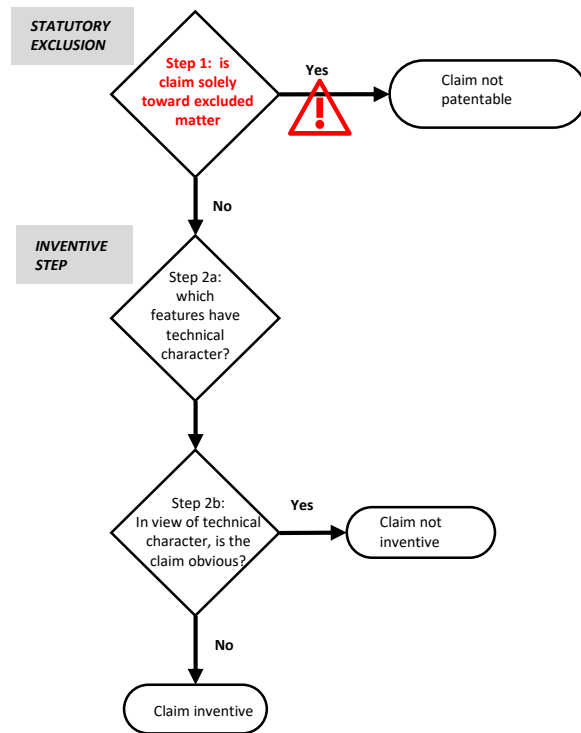 STATUTORY
EXCLUSION
Step 1: is
claim solely
toward excluded
matter
Yes
Claim not
patentable
No
INVENTIVE
STEP
Step 2a:
which
features have
technical
character?
Step 2b:
In view of technical
character, is the
claim obvious?
Yes
Claim not
inventive
No
Claim inventive